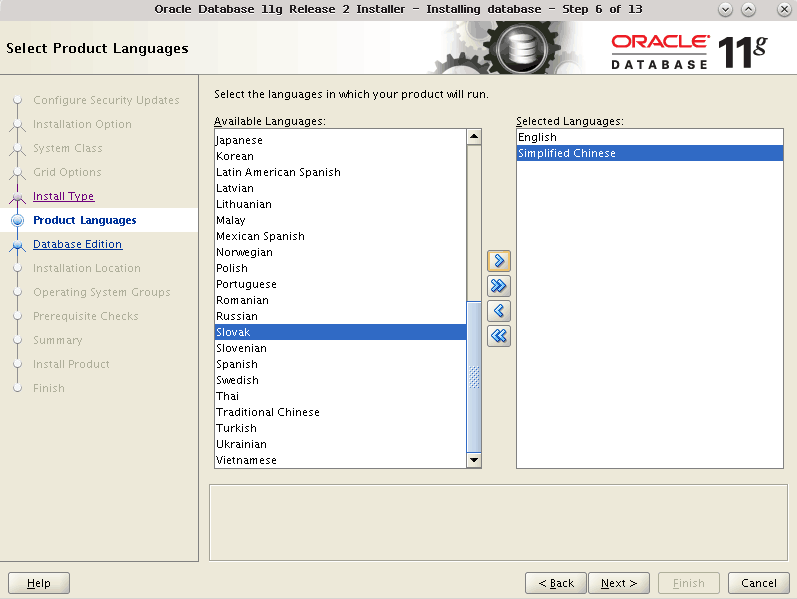 Oracle Database 11g Release 2 Installer - Installing database - Step 6 of 13
Select Product Languages
ORACLE
DATABASE
11g
Configure Security Updates
Installation Option
System Class
Grid Options
Install Type
Product Languages
Database Edition
Installation Location
Operating System Groups
Prerequisite Checks
Summary
Install Product
Finish
Select the languages in which your product will run.
Available Languages:
Japanese
Korean
Latin American Spanish
Latvian
Lithuanian
Malay
Mexican Spanish
Norwegian
Polish
Portuguese
Romanian
Russian
Slovak
Slovenian
Spanish
Swedish
Thai
Traditional Chinese
Turkish
Ukrainian
Vietnamese
Selected Languages:
English
Simplified Chinese
Help
< Back
Next >
Finish
Cancel